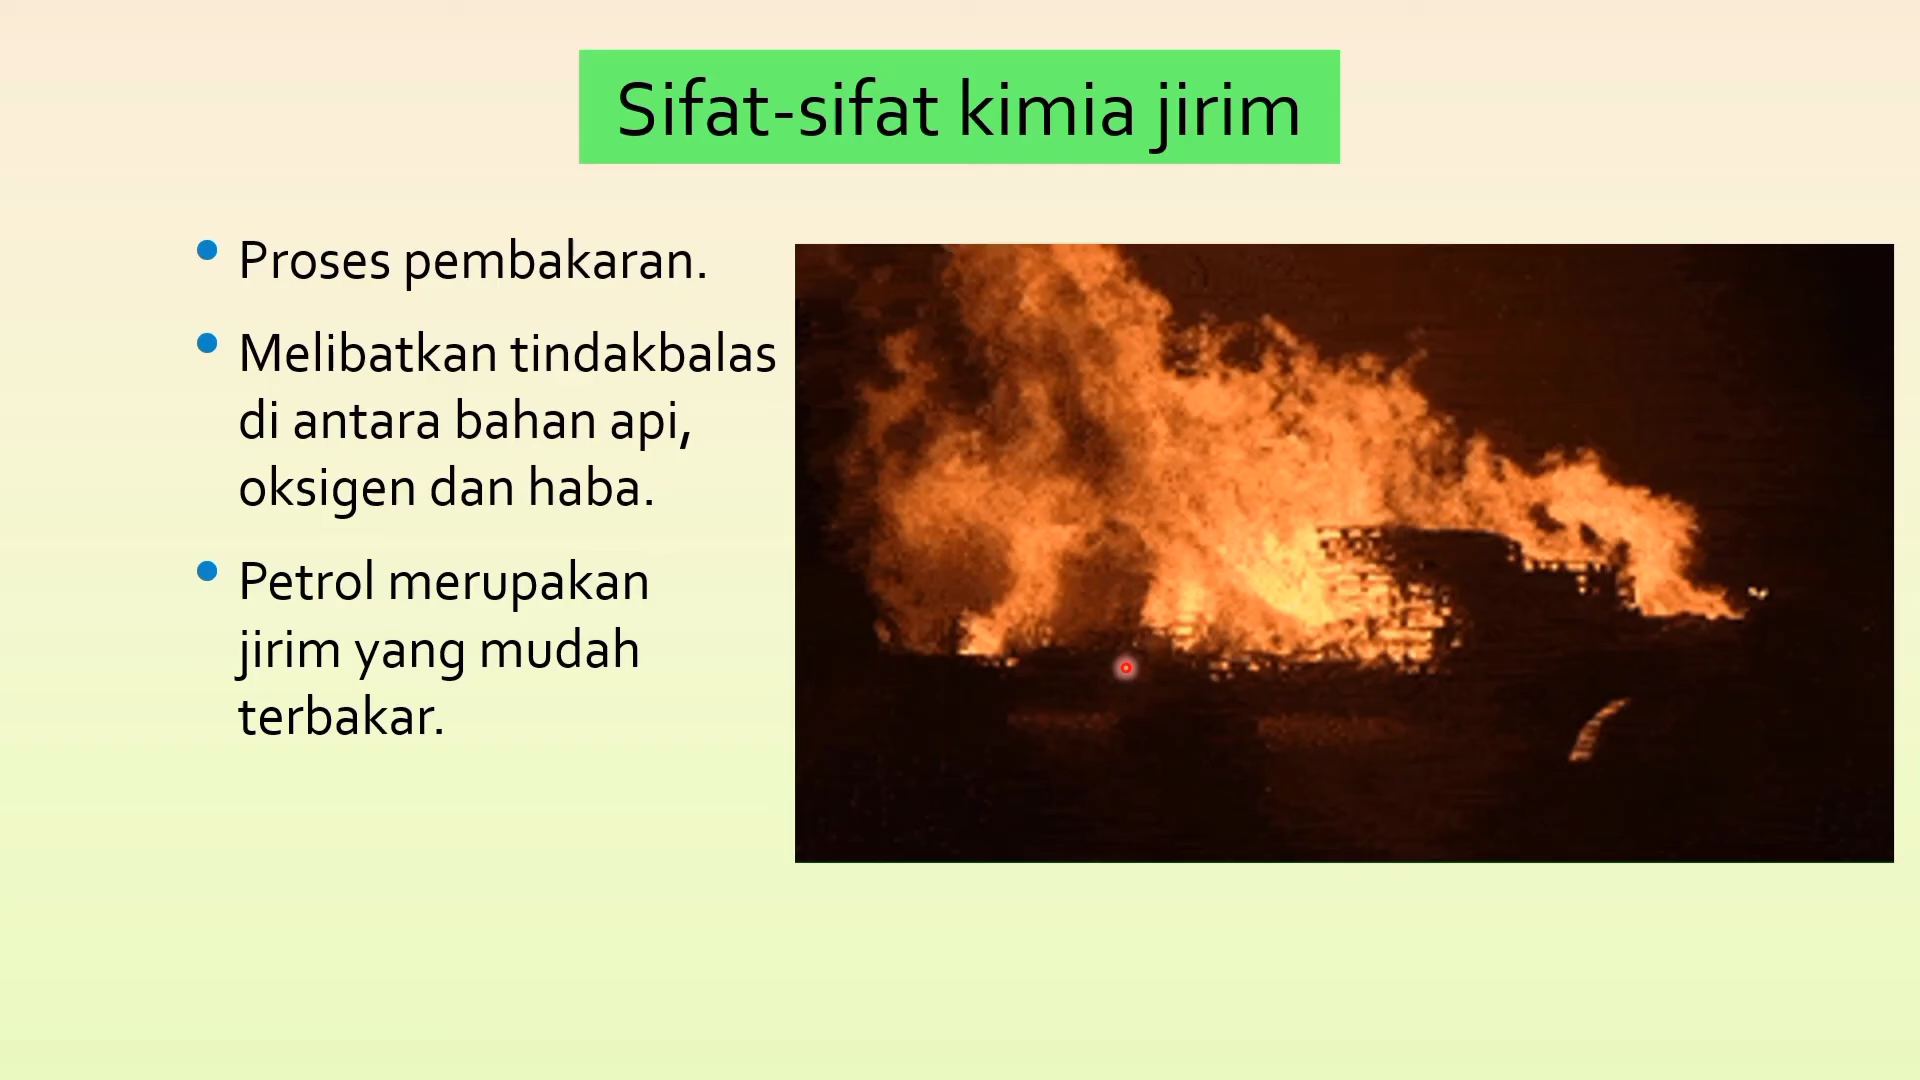 Sifat-sifat kimia jirim
Proses pembakaran.
Melibatkan tindakbalas
di antara bahan api,
oksigen dan haba.
Petrol merupakan
jirim yang mudah
terbakar.